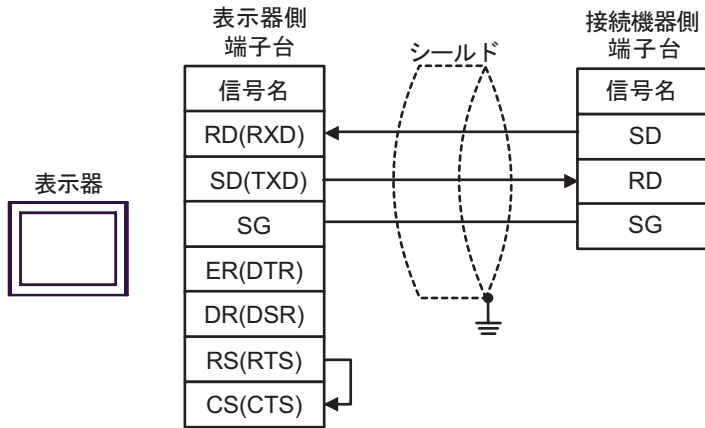 表示器側
端子台
信号名
RD(RXD)
SD(TXD)
SG
ER(DTR)
DR(DSR)
RS(RTS)
CS(CTS)
表示器
シールド
接続機器側
端子台
信号名
SD
RD
SG